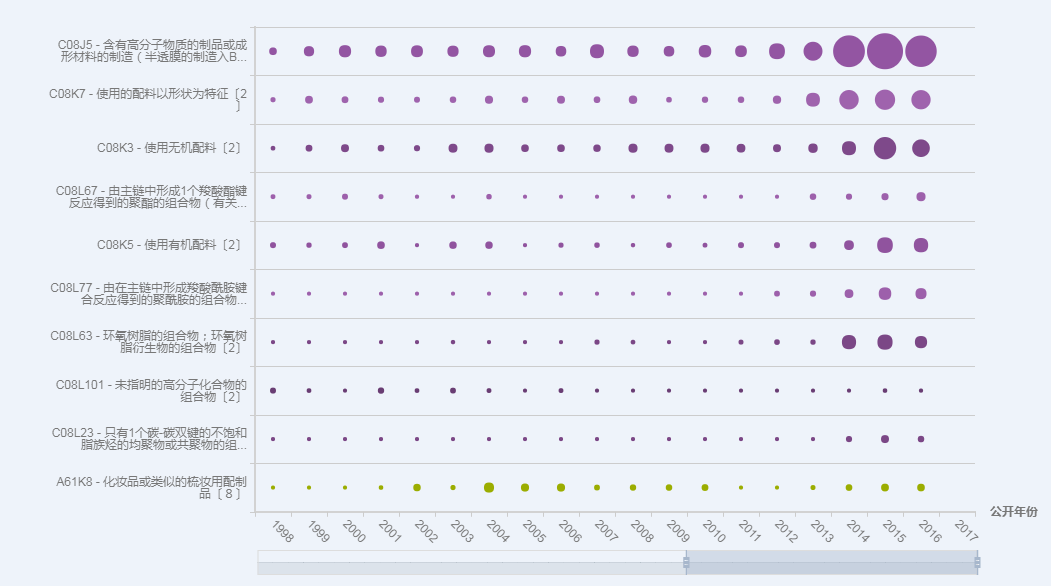 C08J5 - 含有高分子物质的制品或成
形材料的制造（半透膜的制造入B...
C08K7 - 使用的配料以形状为特征〔2
〕
C08K3 - 使用无机配料〔2〕
C08L67 - 由主链中形成1个羧酸酯键
反应得到的聚酯的组合物（有关...
C08K5 - 使用有机配料〔2〕
C08L77 - 由在主链中形成羧酸酰胺键
合反应得到的聚酰胺的组合物...
C08L63 - 环氧树脂的组合物；环氧树
脂衍生物的组合物〔2〕
C08L101 - 未指明的高分子化合物的
组合物〔2〕
C08L23 - 只有1个碳-碳双键的不饱和
脂族烃的均聚物或共聚物的组...
A61K8 - 化妆品或类似的梳妆用配制
品〔 8 〕
公开年份
1998 1999 2000 2001 2002 2003 2004 2005 2006 2007 2008 2009 2010 2011 2012 2013 2014 2015 2016 2017